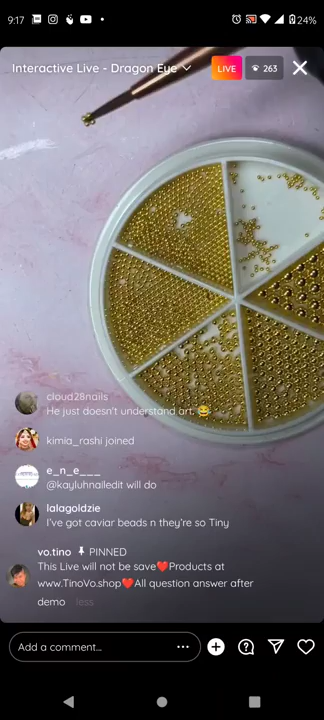 9:17
24%
Interactive Live - Dragon Eye
LIVE
263
cloud28nails
He just doesn't understand art. 😂
kimia_rashi joined
e_n_e___
@kayluhnailedit will do
lalagoldzie
I've got caviar beads n they're so Tiny
vo.tino 📌 PINNED
This Live will not be save❤️Products at
www.TinoVo.shop❤️All question answer after
demo less
Add a comment...